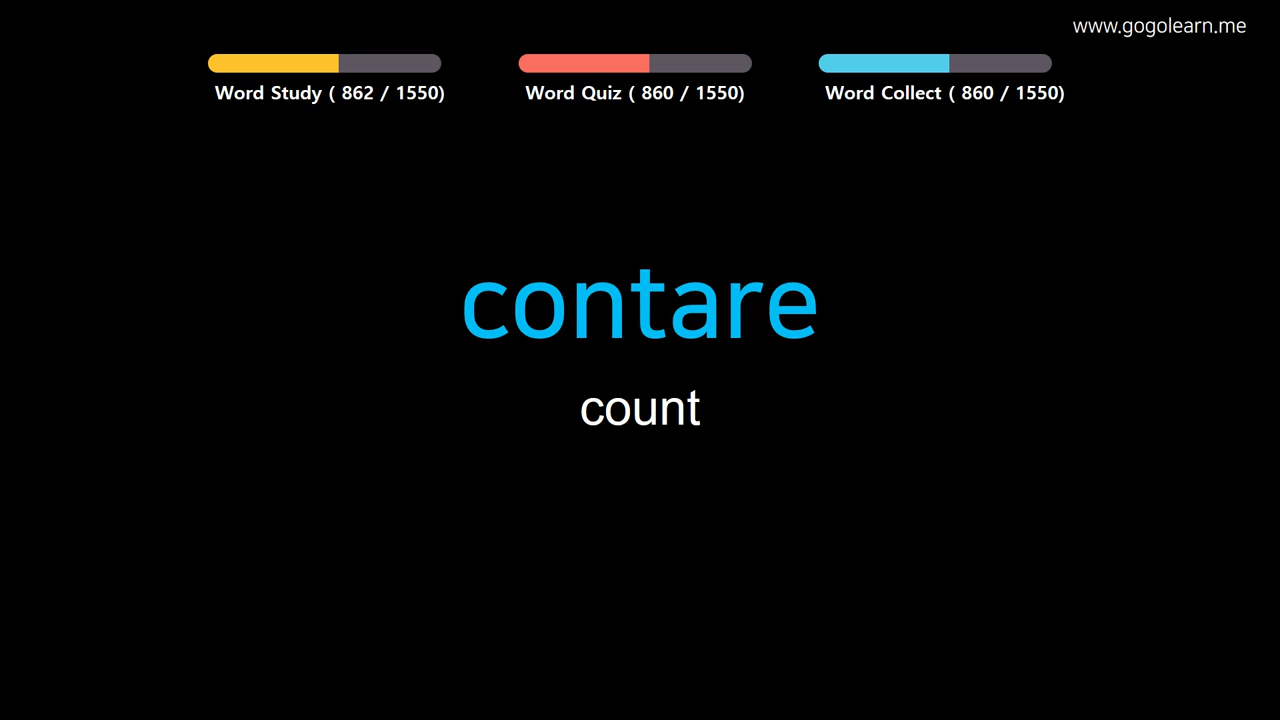 www.gogolearn.me
Word Study ( 862 / 1550)
Word Quiz ( 860 / 1550)
Word Collect ( 860 / 1550)
contare
count